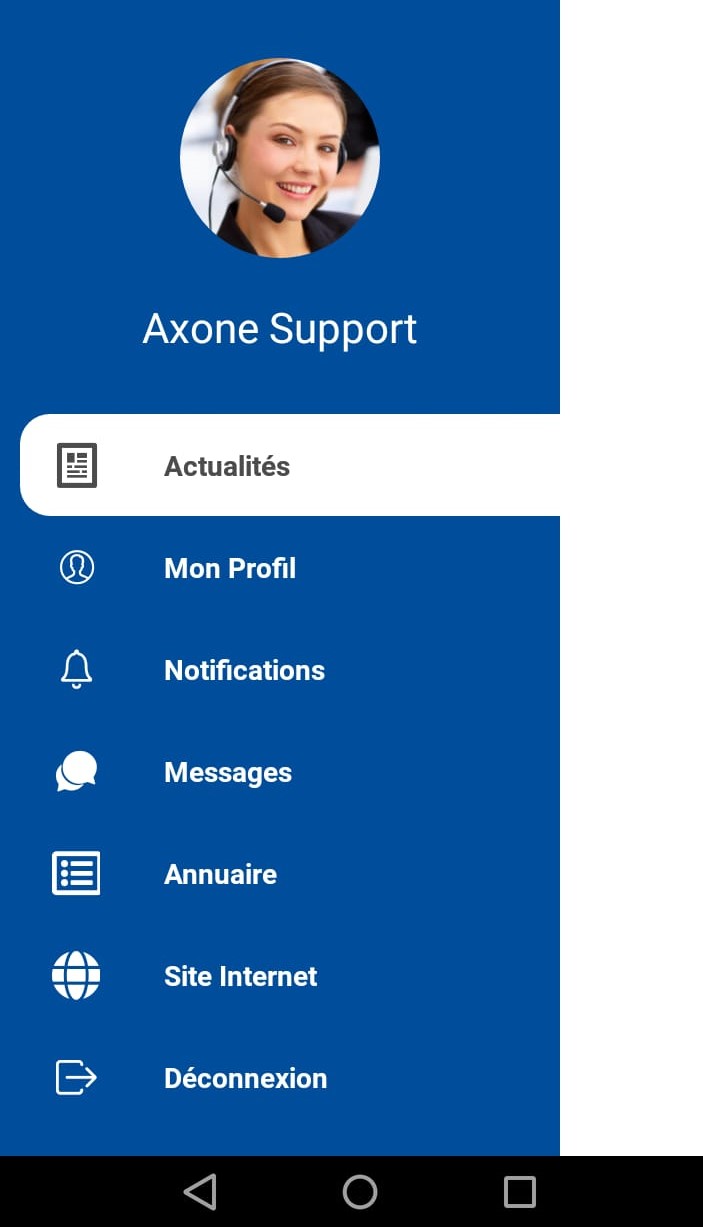 Axone Support
Actualités
Mon Profil
Notifications
Messages
Annuaire
Site Internet
Déconnexion